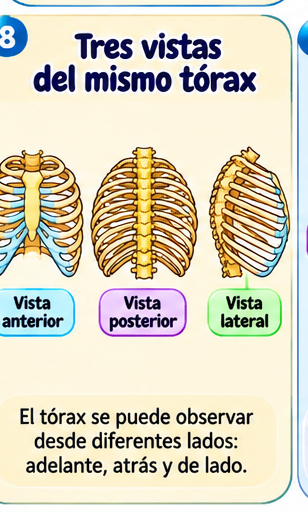 8
Tres vistas
del mismo tórax
Vista
anterior
Vista
posterior
Vista
lateral
El tórax se puede observar
desde diferentes lados:
adelante, atrás y de lado.